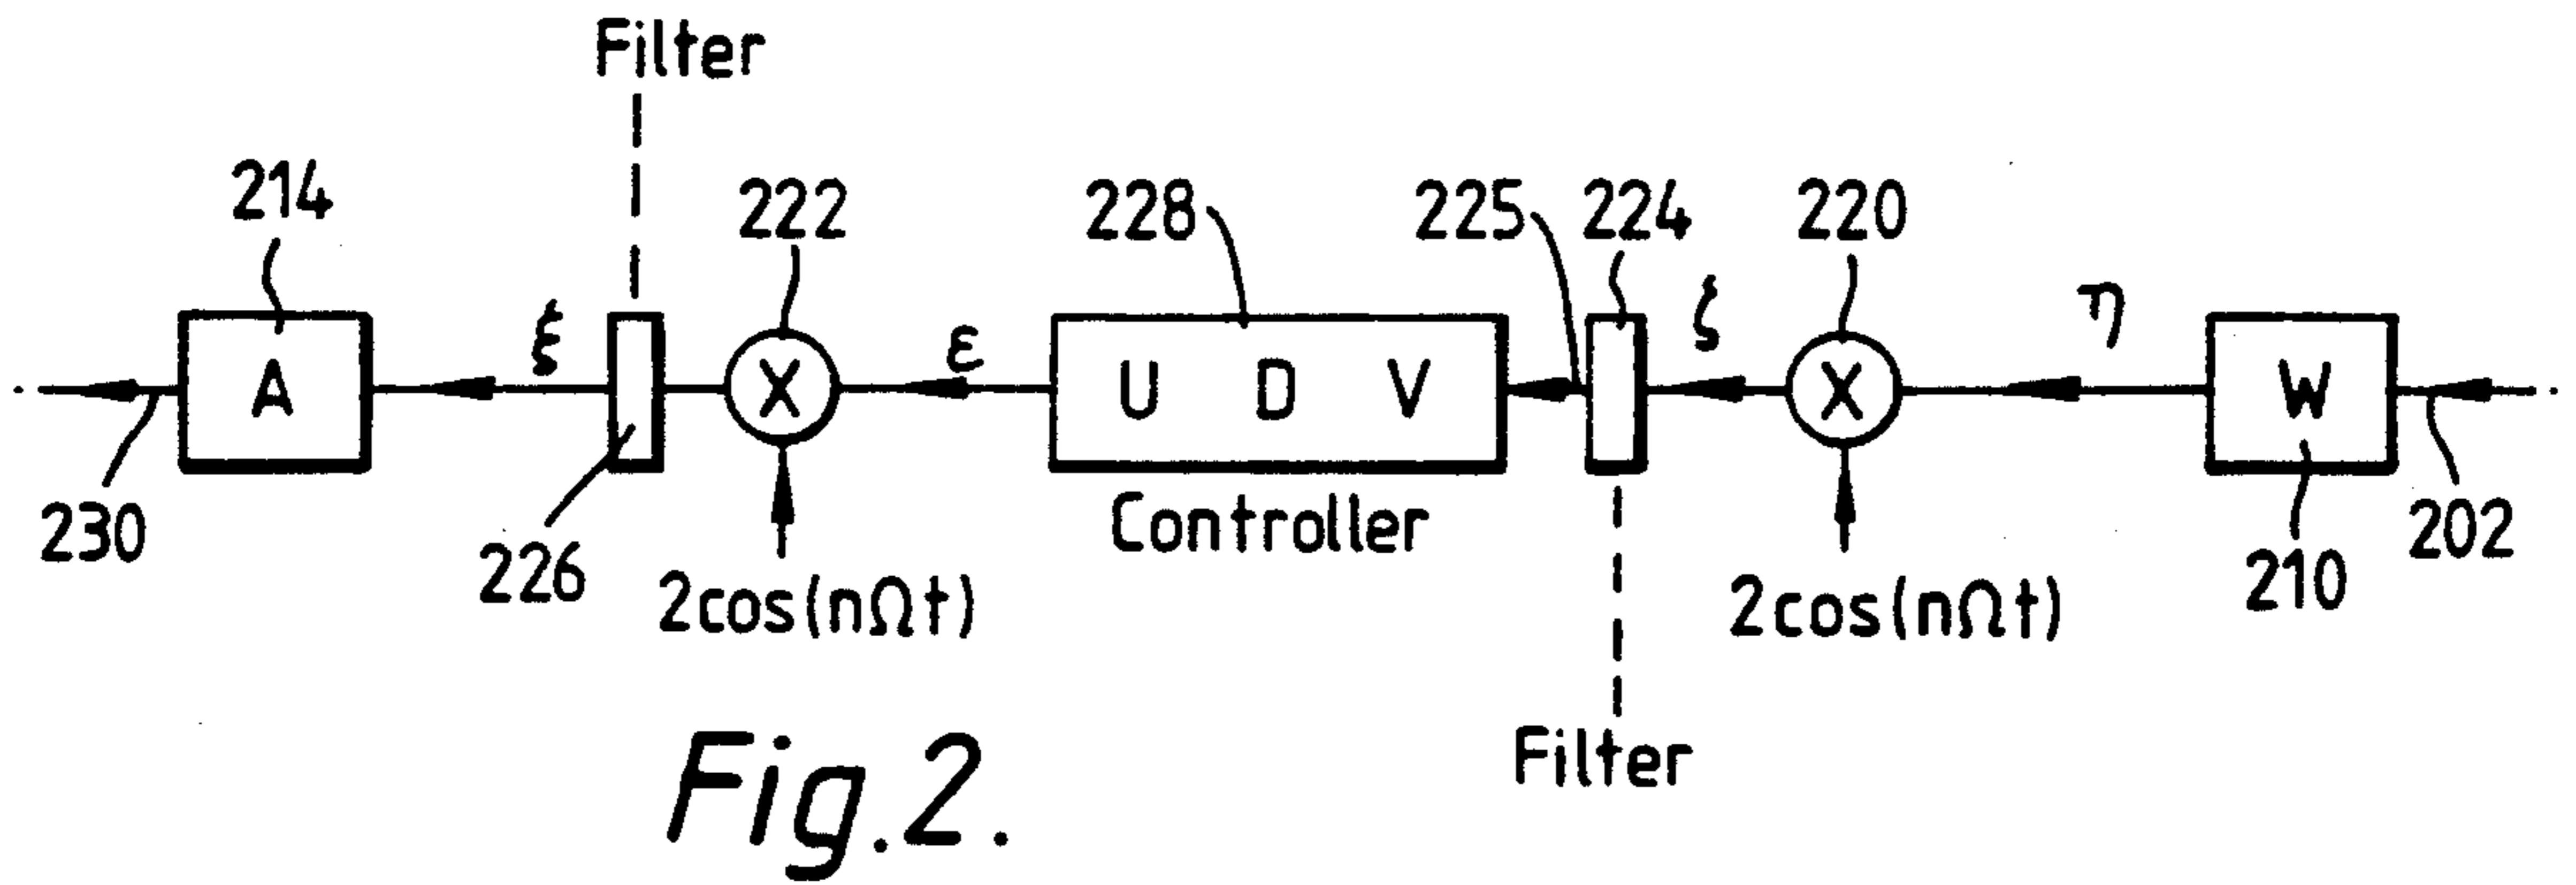 Filter
214
222
228
225
224
220
ξ
ε
ζ
η
A
X
U D V
X
W
230
226
2cos(nΩt)
Controller
2cos(nΩt)
210
202
Filter
Fig.2.